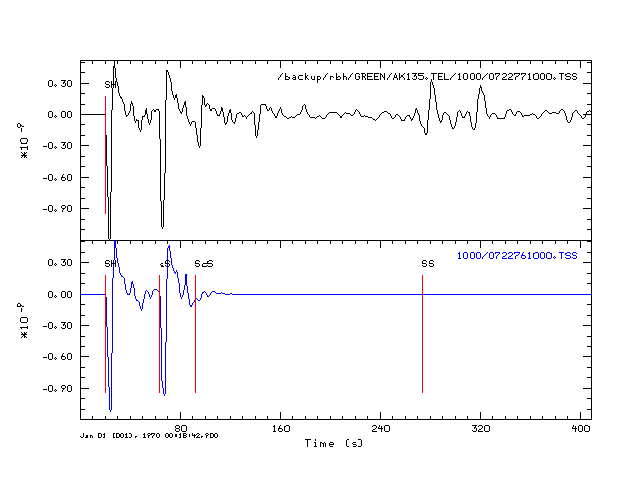 /backup/rbh/GREEN/AK135.TEL/1000/0722771000.TSS
SH
0.30
0.00
-0.30
-0.60
-0.90
*10 -9
1000/0722761000.TSS
SH sS ScS SS
0.30
0.00
-0.30
-0.60
-0.90
*10 -9
80 160 240 320 400
Jan 01 (001), 1970 00:18:42.900
Time (s)